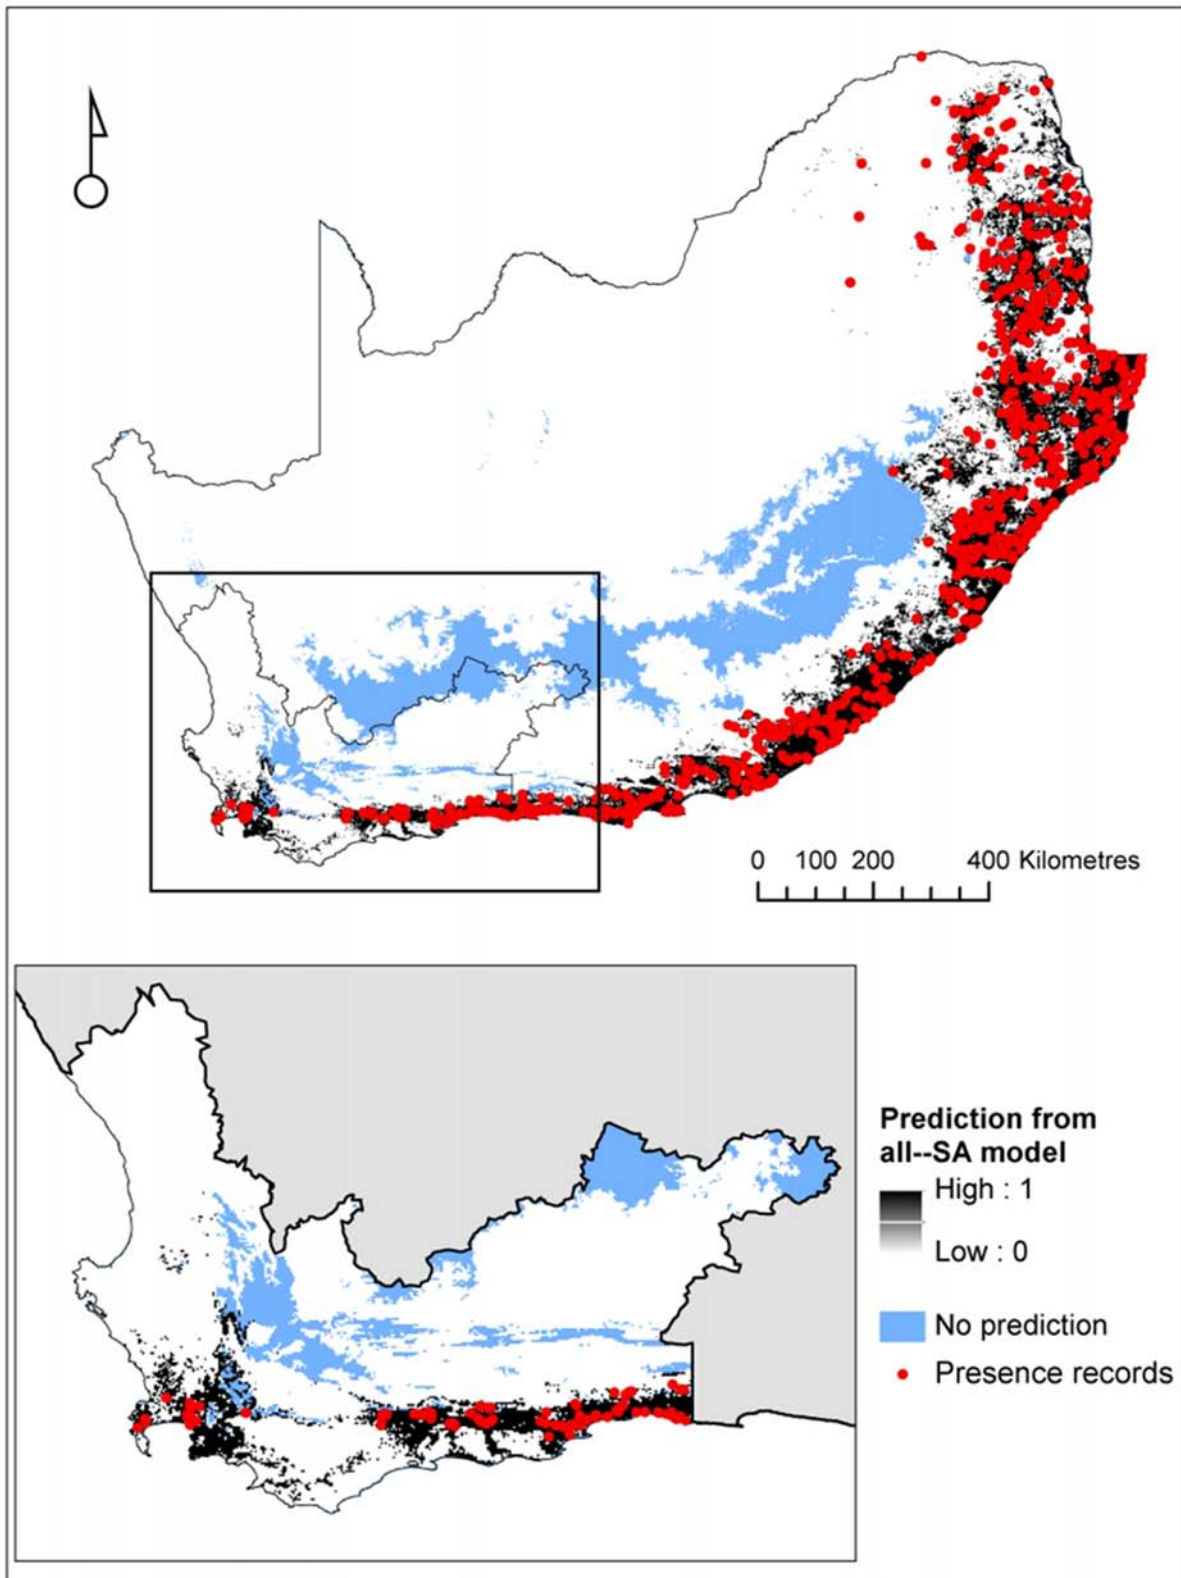 0 100 200 400 Kilometres
Prediction from
all--SA model
High : 1
Low : 0
No prediction
Presence records